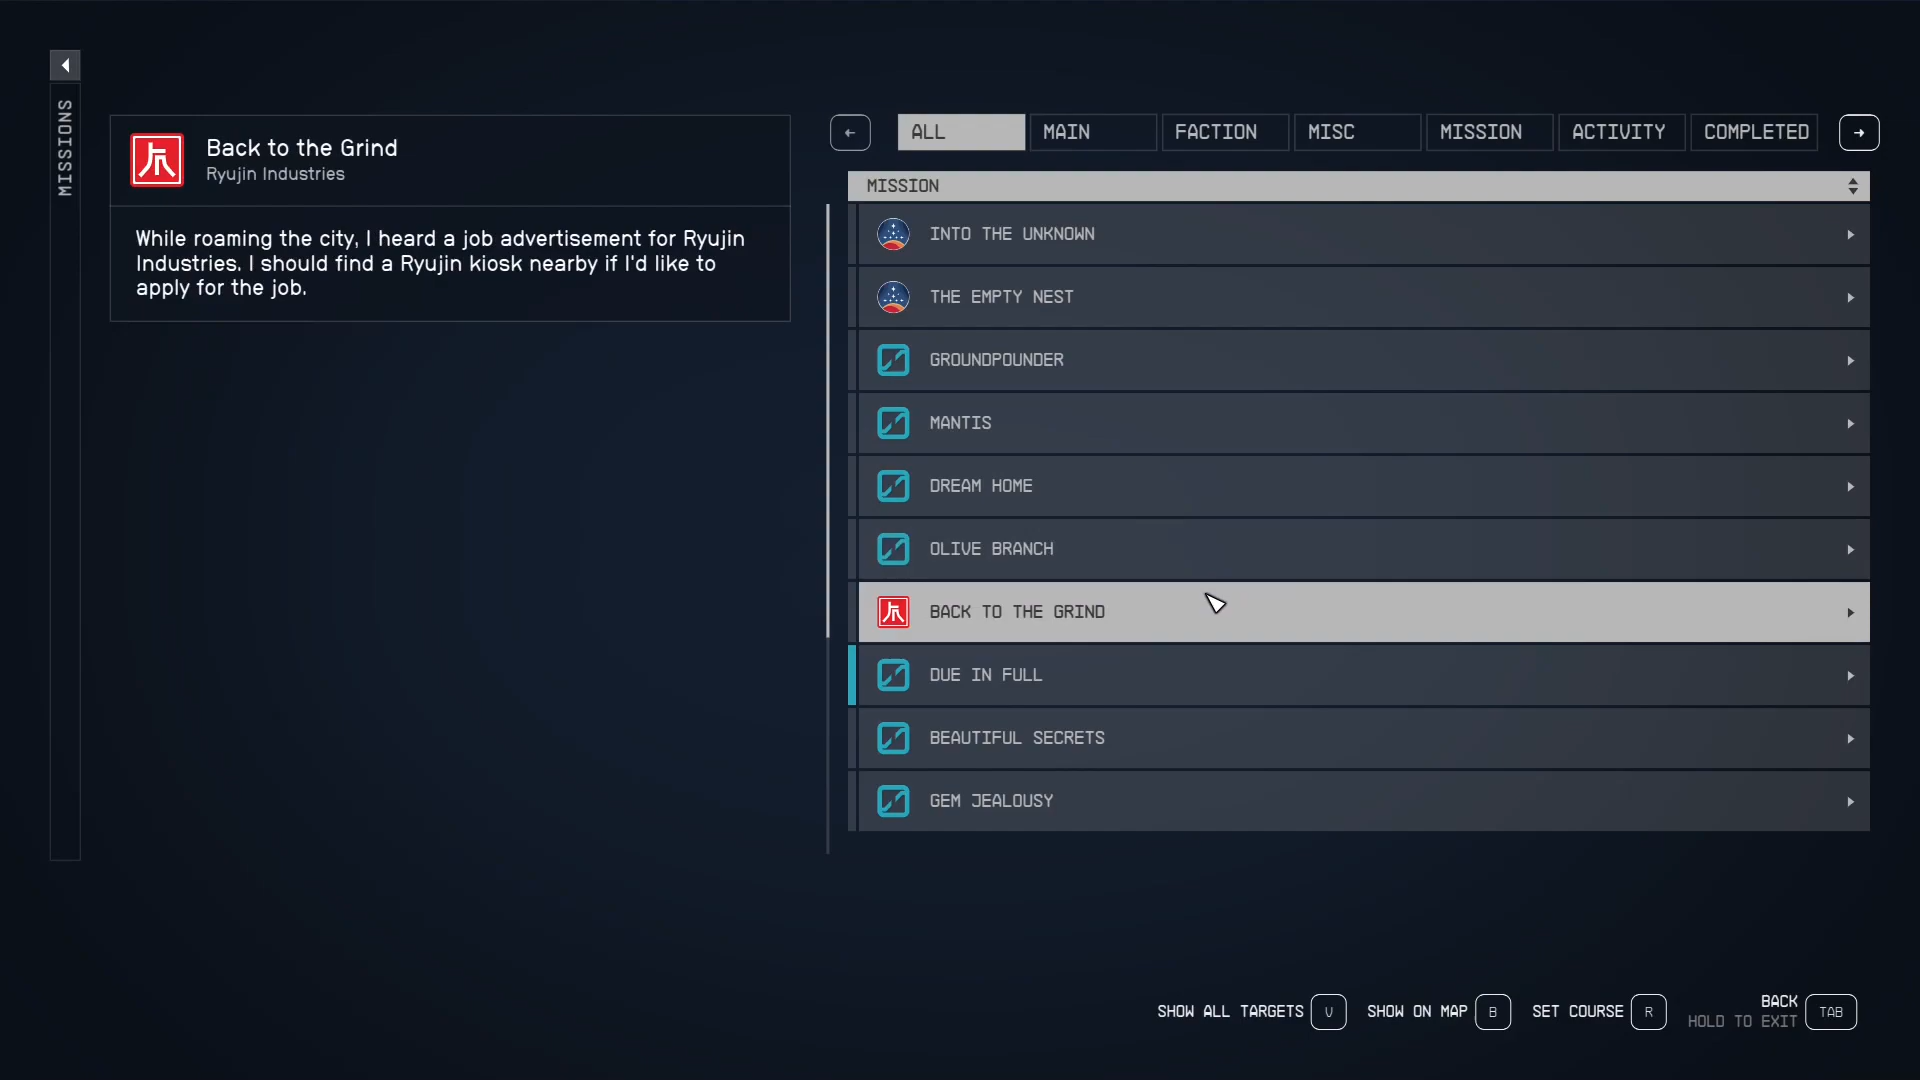 MISSIONS
Back to the Grind
Ryujin Industries
While roaming the city, I heard a job advertisement for Ryujin
Industries. I should find a Ryujin kiosk nearby if I'd like to
apply for the job.
ALL MAIN FACTION MISC MISSION ACTIVITY COMPLETED
MISSION
INTO THE UNKNOWN
THE EMPTY NEST
GROUNDPOUNDER
MANTIS
DREAM HOME
OLIVE BRANCH
BACK TO THE GRIND
DUE IN FULL
BEAUTIFUL SECRETS
GEM JEALOUSY
SHOW ALL TARGETS V SHOW ON MAP B SET COURSE R BACK TAB
HOLD TO EXIT